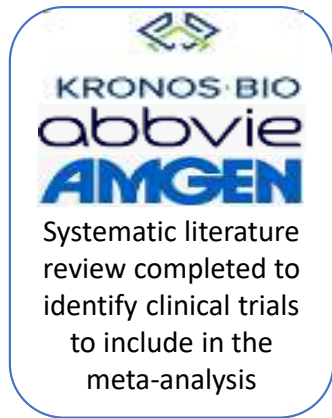 KRONOS·BIO
abbvie
AMGEN
Systematic literature
review completed to
identify clinical trials
to include in the
meta-analysis